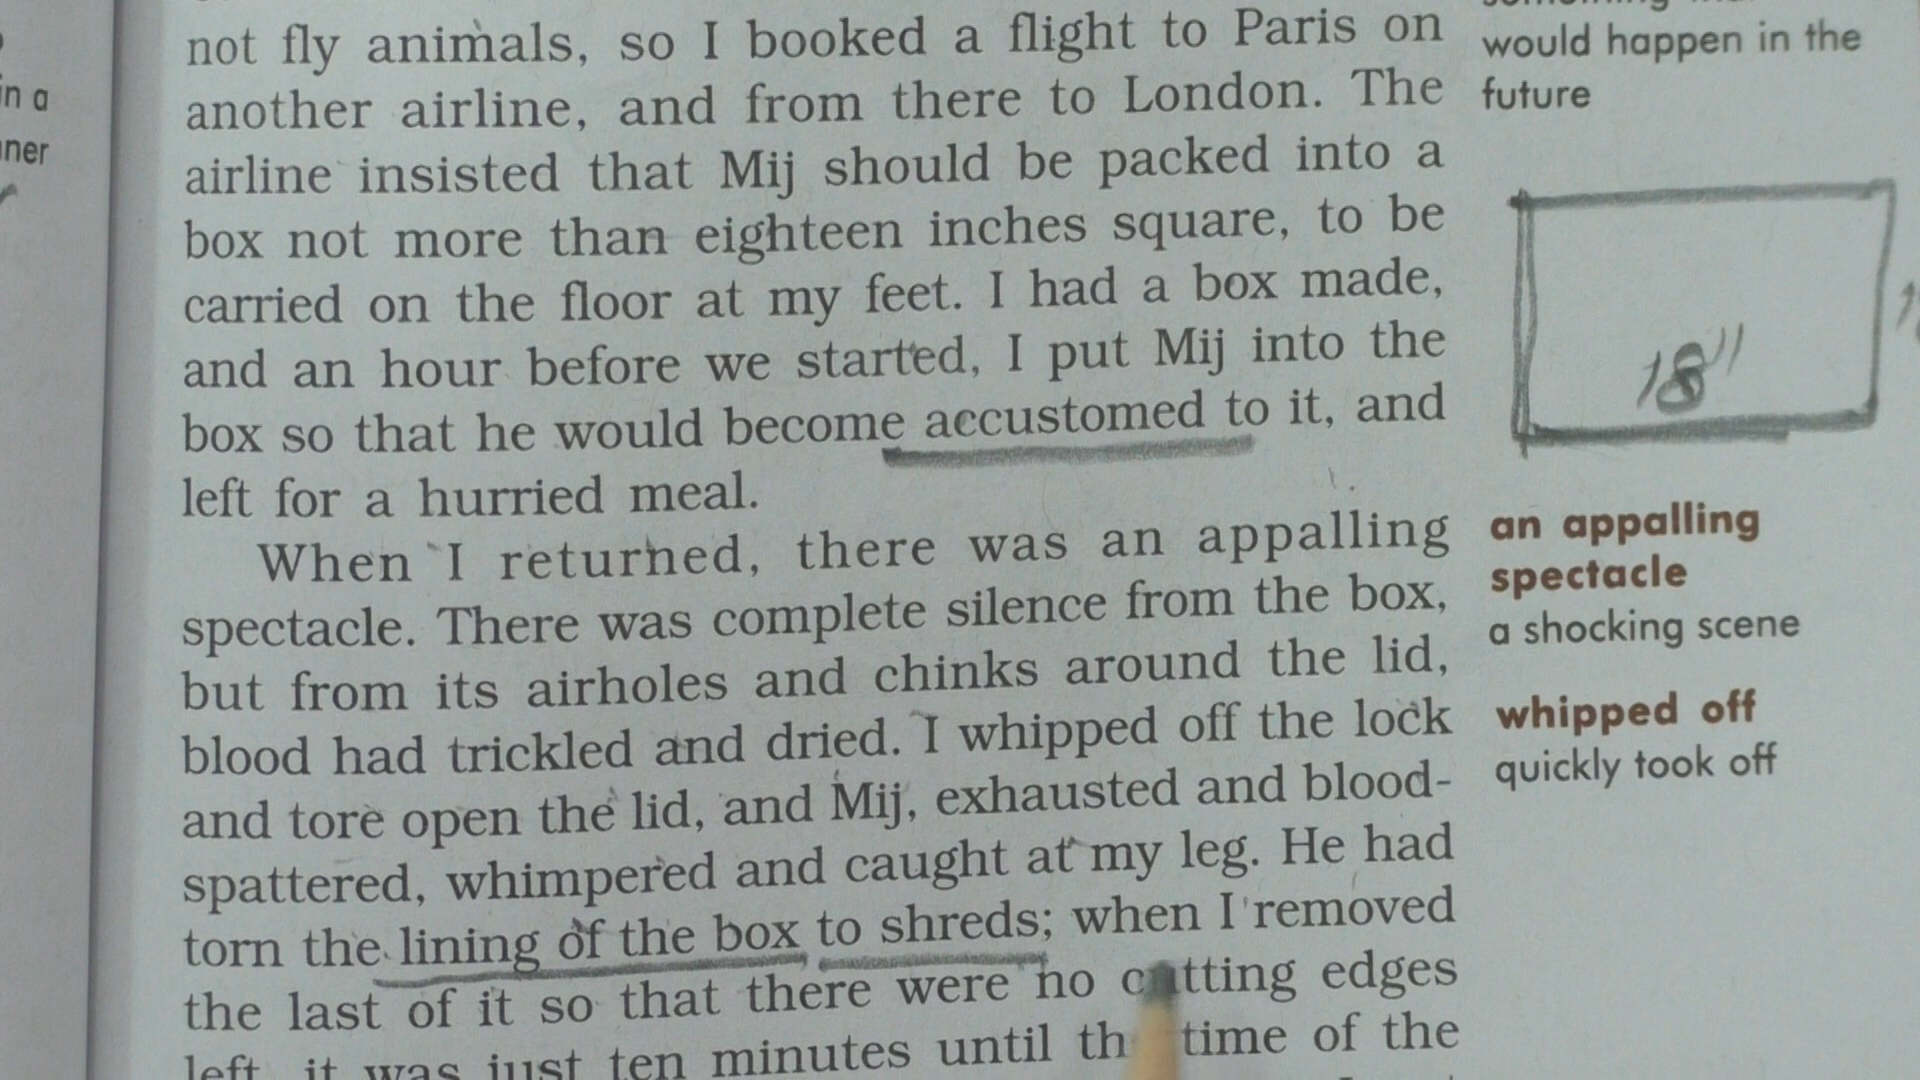 not fly animals, so I booked a flight to Paris on
another airline, and from there to London. The
airline insisted that Mij should be packed into a
box not more than eighteen inches square, to be
carried on the floor at my feet. I had a box made,
and an hour before we started, I put Mij into the
box so that he would become accustomed to it, and
left for a hurried meal.
When I returned, there was an appalling
spectacle. There was complete silence from the box,
but from its airholes and chinks around the lid,
blood had trickled and dried. I whipped off the lock
and tore open the lid, and Mij, exhausted and blood-
spattered, whimpered and caught at my leg. He had
torn the lining of the box to shreds; when I removed
the last of it so that there were no cutting edges
left, it was just ten minutes until time of the
would happen in the
future
18"
an appalling
spectacle
a shocking scene
whipped off
quickly took off
in a